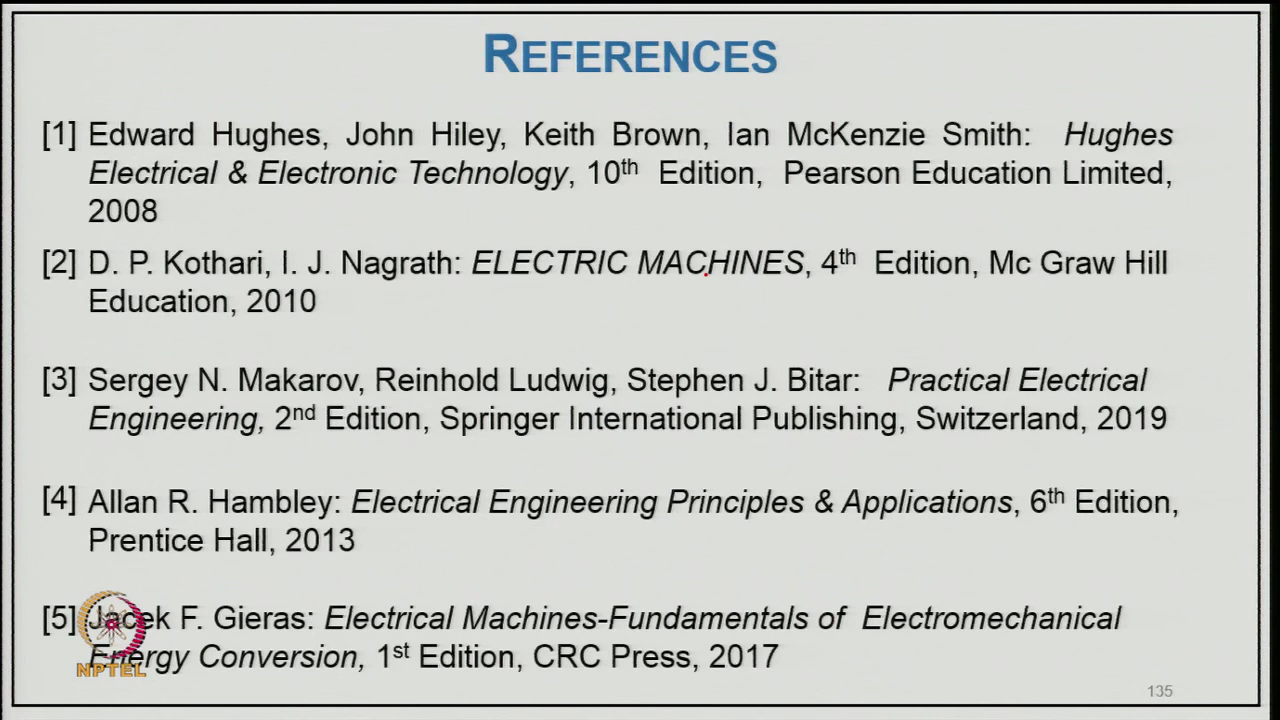 REFERENCES
[1] Edward Hughes, John Hiley, Keith Brown, Ian McKenzie Smith: Hughes
Electrical & Electronic Technology, 10th Edition, Pearson Education Limited,
2008
[2] D. P. Kothari, I. J. Nagrath: ELECTRIC MACHINES, 4th Edition, Mc Graw Hill
Education, 2010
[3] Sergey N. Makarov, Reinhold Ludwig, Stephen J. Bitar: Practical Electrical
Engineering, 2nd Edition, Springer International Publishing, Switzerland, 2019
[4] Allan R. Hambley: Electrical Engineering Principles & Applications, 6th Edition,
Prentice Hall, 2013
[5] Jacek F. Gieras: Electrical Machines-Fundamentals of Electromechanical
Energy Conversion, 1st Edition, CRC Press, 2017
NPTEL
135